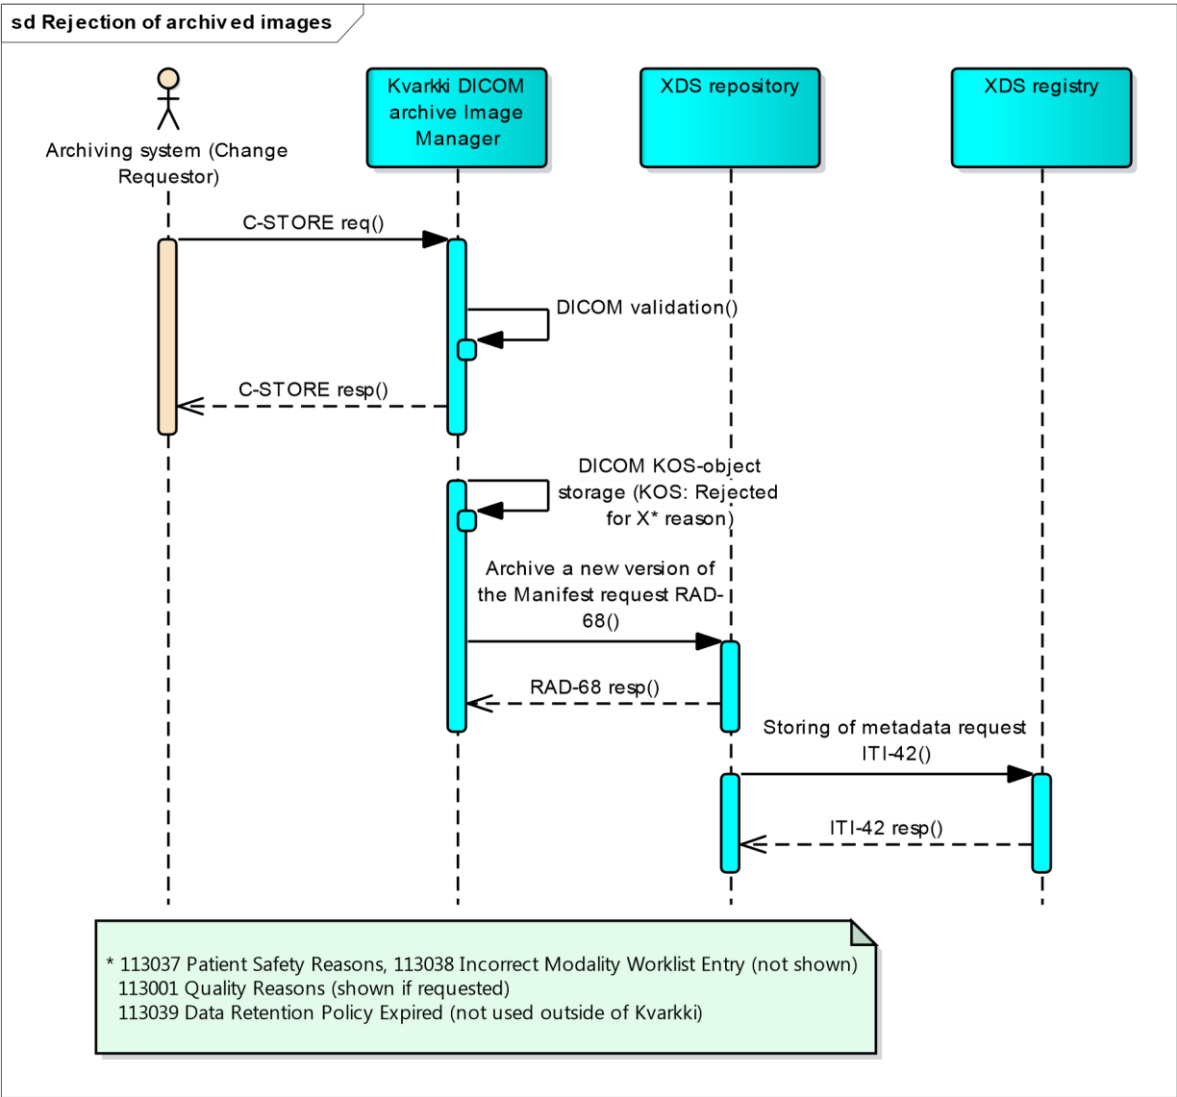 sd Rejection of archived images
Kvarkki DICOM
archive Image
Manager
XDS repository
XDS registry
Archiving system (Change
Requestor)
C-STORE req()
DICOM validation()
C-STORE resp()
DICOM KOS-object
storage (KOS: Rejected
for X* reason)
Archive a new version of
the Manifest request RAD-
68()
RAD-68 resp()
Storing of metadata request
ITI-42()
ITI-42 resp()
* 113037 Patient Safety Reasons, 113038 Incorrect Modality Worklist Entry (not shown)
113001 Quality Reasons (shown if requested)
113039 Data Retention Policy Expired (not used outside of Kvarkki)